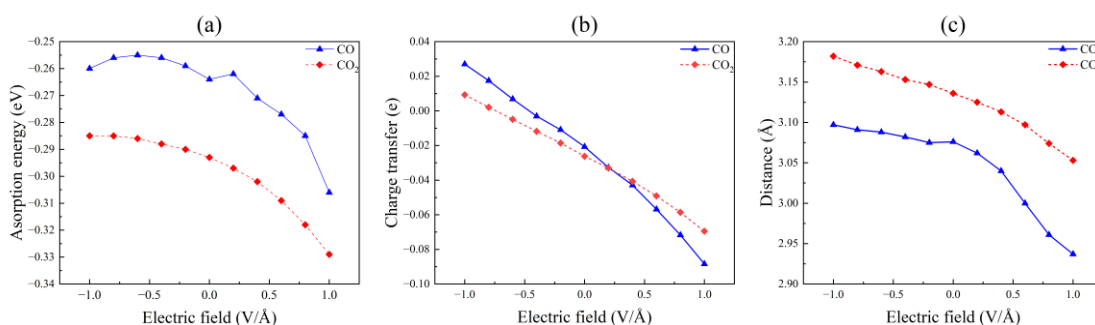 (a)
CO
CO2
Asorption energy (eV)
−0.25
−0.26
−0.27
−0.28
−0.29
−0.30
−0.31
−0.32
−0.33
−0.34
−1.0 −0.5 0.0 0.5 1.0
Electric field (V/Å)
(b)
CO
CO2
Charge transfer (e)
0.04
0.02
0.00
−0.02
−0.04
−0.06
−0.08
−0.10
−1.0 −0.5 0.0 0.5 1.0
Electric field (V/Å)
(c)
CO
CO
Distance (Å)
3.20
3.15
3.10
3.05
3.00
2.95
2.90
−1.0 −0.5 0.0 0.5 1.0
Electric field (V/Å)